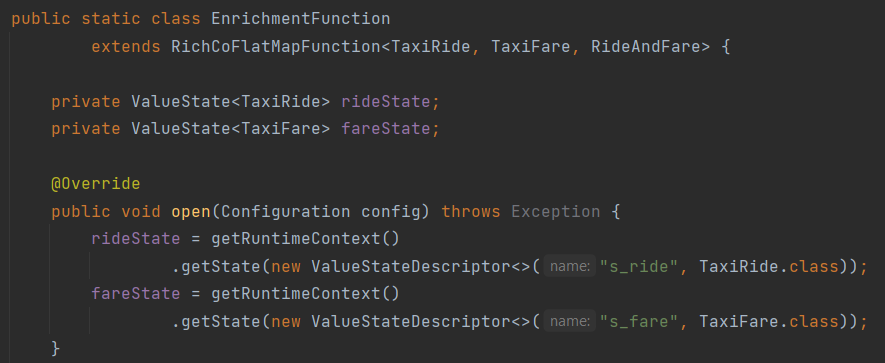 public static class EnrichmentFunction
extends RichCoFlatMapFunction<TaxiRide, TaxiFare, RideAndFare> {
private ValueState<TaxiRide> rideState;
private ValueState<TaxiFare> fareState;
@Override
public void open(Configuration config) throws Exception {
rideState = getRuntimeContext()
.getState(new ValueStateDescriptor<>( name: "s_ride", TaxiRide.class));
fareState = getRuntimeContext()
.getState(new ValueStateDescriptor<>( name: "s_fare", TaxiFare.class));
}